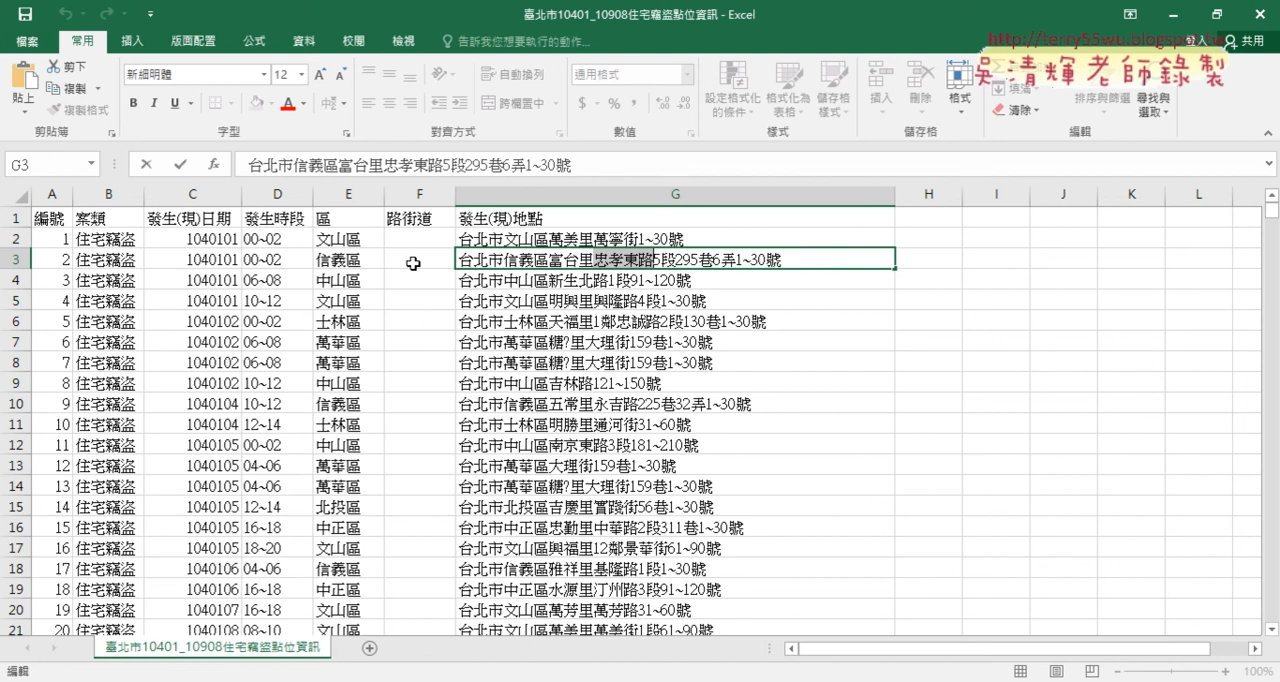 臺北市10401_10908住宅竊盜點位資訊 - Excel
檔案 常用 插入 版面配置 公式 資料 校閱 檢視 告訴我您想要執行的動作... 登入 共用
http://terry55wu.blogspot.tw
吳清輝老師錄製
貼上 剪下 複製 複製格式 剪貼簿
新細明體 12 B I U A 中 字型
自動換列 跨欄置中 對齊方式
通用格式 $ % , 數值
設定格式化的條件 格式化為表格 儲存格樣式 樣式
插入 刪除 格式 儲存格
填滿 清除 排序與篩選 尋找與選取 編輯
G3 fx 台北市信義區富台里忠孝東路5段295巷6弄1~30號
A B C D E F G H I J K L
1 編號 案類 發生(現)日期 發生時段 區 路街道 發生(現)地點
2 1 住宅竊盜 1040101 00~02 文山區 台北市文山區萬美里萬寧街1~30號
3 2 住宅竊盜 1040101 00~02 信義區 台北市信義區富台里忠孝東路5段295巷6弄1~30號
4 3 住宅竊盜 1040101 06~08 中山區 台北市中山區新生北路1段91~120號
5 4 住宅竊盜 1040101 10~12 文山區 台北市文山區明興里興隆路4段1~30號
6 5 住宅竊盜 1040102 00~02 士林區 台北市士林區天福里1鄰忠誠路2段130巷1~30號
7 6 住宅竊盜 1040102 06~08 萬華區 台北市萬華區糖?里大理街159巷1~30號
8 7 住宅竊盜 1040102 06~08 萬華區 台北市萬華區糖?里大理街159巷1~30號
9 8 住宅竊盜 1040102 10~12 中山區 台北市中山區吉林路121~150號
10 9 住宅竊盜 1040104 10~12 信義區 台北市信義區五常里永吉路225巷32弄1~30號
11 10 住宅竊盜 1040104 12~14 士林區 台北市士林區明勝里通河街31~60號
12 11 住宅竊盜 1040105 00~02 中山區 台北市中山區南京東路3段181~210號
13 12 住宅竊盜 1040105 04~06 萬華區 台北市萬華區大理街159巷1~30號
14 13 住宅竊盜 1040105 04~06 萬華區 台北市萬華區糖?里大理街159巷1~30號
15 14 住宅竊盜 1040105 12~14 北投區 台北市北投區吉慶里實踐街56巷1~30號
16 15 住宅竊盜 1040105 16~18 中正區 台北市中正區忠勤里中華路2段311巷1~30號
17 16 住宅竊盜 1040105 18~20 文山區 台北市文山區興福里12鄰景華街61~90號
18 17 住宅竊盜 1040106 04~06 信義區 台北市信義區雅祥里基隆路1段1~30號
19 18 住宅竊盜 1040106 16~18 中正區 台北市中正區水源里汀州路3段91~120號
20 19 住宅竊盜 1040107 16~18 文山區 台北市文山區萬芳里萬芳路31~60號
21 20 住宅竊盜 1040108 08~10 文山區 台北市文山區萬美里萬美街1段61~90號
臺北市10401_10908住宅竊盜點位資訊
編輯 100%